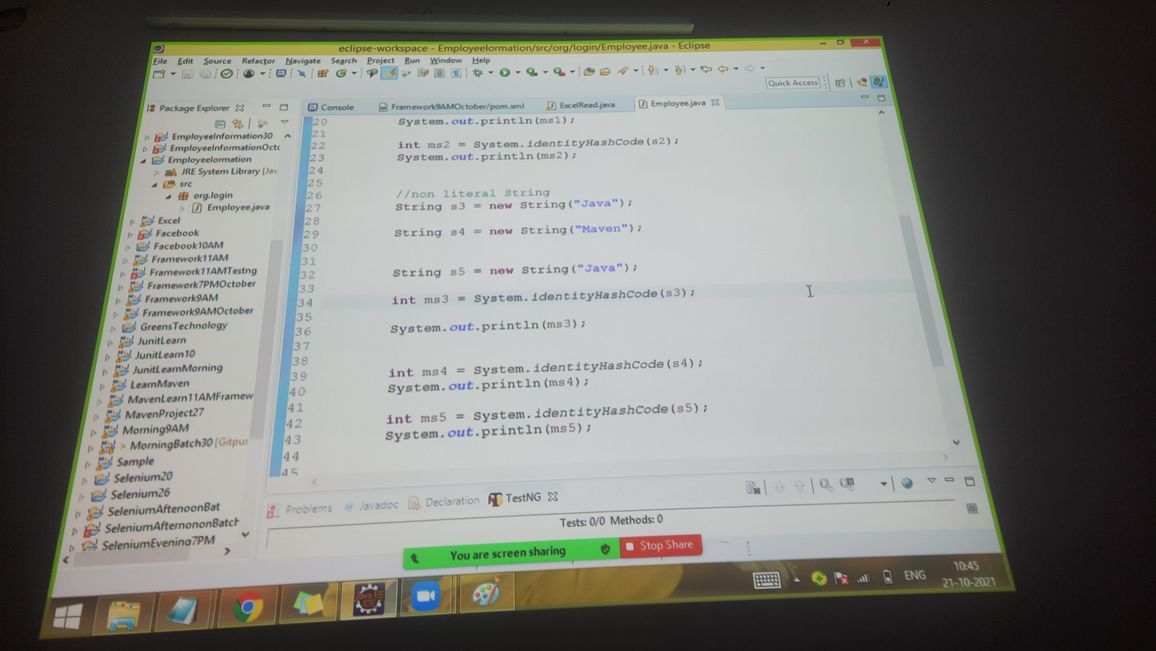 eclipse-workspace - Employeelormation/src/org/login/Employee.java - Eclipse
File Edit Source Refactor Navigate Search Project Run Window Help
Quick Access
Package Explorer
EmployeeInformation30
EmployeeInformationOcto
Employeelormation
JRE System Library [Jav
src
org.login
Employee.java
Excel
Facebook
Facebook10AM
Framework11AM
Framework11AMTestng
Framework7PMOctober
Framework9AM
Framework9AMOctober
GreensTechnology
JunitLearn
JunitLearn10
JunitLearnMorning
LearnMaven
MavenLearn11AMFramew
MavenProject27
Morning9AM
> MorningBatch30 [Gitpus
Sample
Selenium20
Selenium26
SeleniumAftenoonBat
SeleniumAfternononBatch
SeleniumEvening7PM
Console Framework9AMOctober/pom.xml ExcelRead.java Employee.java
20 System.out.println(ms1);
21
22 int ms2 = System.identityHashCode(s2);
23 System.out.println(ms2);
24
25
26 //non literal String
27 String s3 = new String("Java");
28
29 String s4 = new String("Maven");
30
31
32 String s5 = new String("Java");
33
34 int ms3 = System.identityHashCode(s3);
35
36 System.out.println(ms3);
37
38
39 int ms4 = System.identityHashCode(s4);
40 System.out.println(ms4);
41
42 int ms5 = System.identityHashCode(s5);
43 System.out.println(ms5);
44
45
Problems Javadoc Declaration TestNG
Tests: 0/0 Methods: 0
You are screen sharing Stop Share
Java EE
IDE
ENG
10:45
21-10-2021